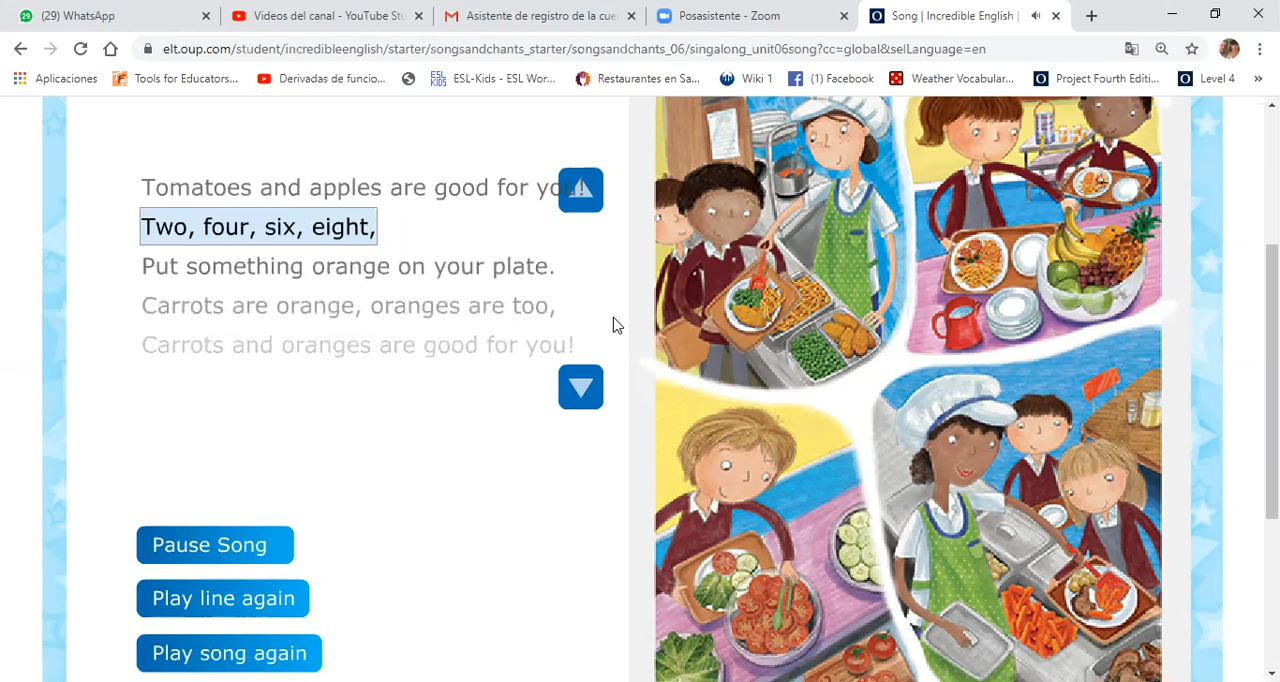 (29) WhatsApp
Videos del canal - YouTube Stu
Asistente de registro de la cue
Posasistente - Zoom
Song | Incredible English |
elt.oup.com/student/incredibleenglish/starter/songsandchants_starter/songsandchants_06/singalong_unit06song?cc=global&selLanguage=en
Aplicaciones
Tools for Educators...
Derivadas de funcio...
ESL-Kids - ESL Wor...
Restaurantes en Sa...
Wiki 1
(1) Facebook
Weather Vocabular...
Project Fourth Editi...
Level 4
Tomatoes and apples are good for you!
Two, four, six, eight,
Put something orange on your plate.
Carrots are orange, oranges are too,
Carrots and oranges are good for you!
Pause Song
Play line again
Play song again